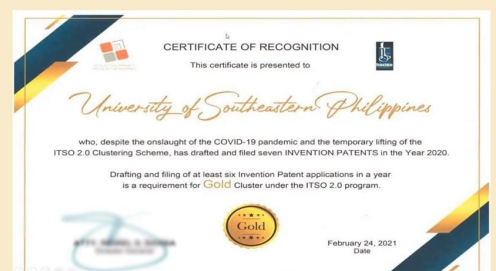 CERTIFICATE OF RECOGNITION
This certificate is presented to
University of Southeastern Philippines
who, despite the onslaught of the COVID-19 pandemic and the temporary lifting of the
ITSO 2.0 Clustering Scheme, has drafted and filed seven INVENTION PATENTS in the Year 2020.
Drafting and filing of at least six Invention Patent applications in a year
is a requirement for Gold Cluster under the ITSO 2.0 program.
Gold
February 24, 2021
Date